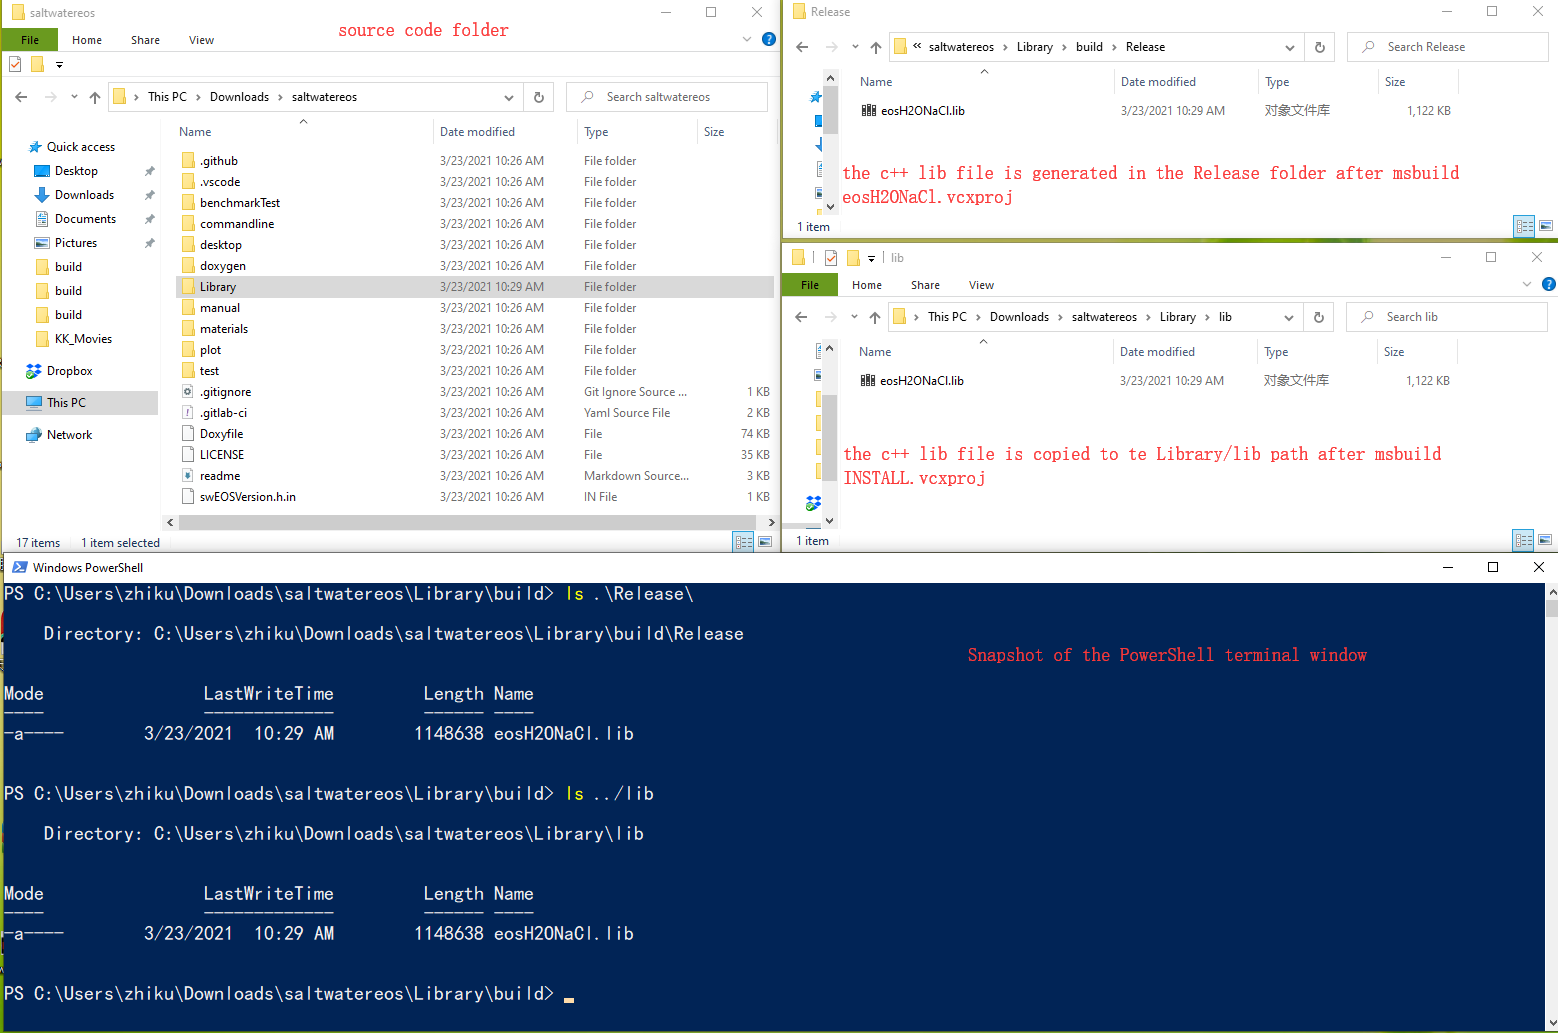 saltwatereos
source code folder
File Home Share View
This PC Downloads saltwatereos
Search saltwatereos
Name Date modified Type Size
Quick access
Desktop
Downloads
Documents
Pictures
build
build
build
KK_Movies
Dropbox
This PC
Network
.github 3/23/2021 10:26 AM File folder
.vscode 3/23/2021 10:26 AM File folder
benchmarkTest 3/23/2021 10:26 AM File folder
commandline 3/23/2021 10:26 AM File folder
desktop 3/23/2021 10:26 AM File folder
doxygen 3/23/2021 10:26 AM File folder
Library 3/23/2021 10:29 AM File folder
manual 3/23/2021 10:26 AM File folder
materials 3/23/2021 10:26 AM File folder
plot 3/23/2021 10:26 AM File folder
test 3/23/2021 10:26 AM File folder
.gitignore 3/23/2021 10:26 AM Git Ignore Source ... 1 KB
.gitlab-ci 3/23/2021 10:26 AM Yaml Source File 2 KB
Doxyfile 3/23/2021 10:26 AM File 74 KB
LICENSE 3/23/2021 10:26 AM File 35 KB
readme 3/23/2021 10:26 AM Markdown Source... 3 KB
swEOSVersion.h.in 3/23/2021 10:26 AM IN File 1 KB
17 items 1 item selected
Release
« saltwatereos Library build Release
Search Release
Name Date modified Type Size
eosH2ONaCl.lib 3/23/2021 10:29 AM 对象文件库 1,122 KB
the c++ lib file is generated in the Release folder after msbuild
eosH2ONaCl.vcxproj
1 item
lib
File Home Share View
This PC Downloads saltwatereos Library lib
Search lib
Name Date modified Type Size
eosH2ONaCl.lib 3/23/2021 10:29 AM 对象文件库 1,122 KB
the c++ lib file is copied to te Library/lib path after msbuild
INSTALL.vcxproj
1 item
Windows PowerShell
PS C:\Users\zhiku\Downloads\saltwatereos\Library\build> ls .\Release\
Directory: C:\Users\zhiku\Downloads\saltwatereos\Library\build\Release
Snapshot of the PowerShell terminal window
Mode LastWriteTime Length Name
---- ------------- ------ ----
-a---- 3/23/2021 10:29 AM 1148638 eosH2ONaCl.lib
PS C:\Users\zhiku\Downloads\saltwatereos\Library\build> ls ../lib
Directory: C:\Users\zhiku\Downloads\saltwatereos\Library\lib
Mode LastWriteTime Length Name
---- ------------- ------ ----
-a---- 3/23/2021 10:29 AM 1148638 eosH2ONaCl.lib
PS C:\Users\zhiku\Downloads\saltwatereos\Library\build>